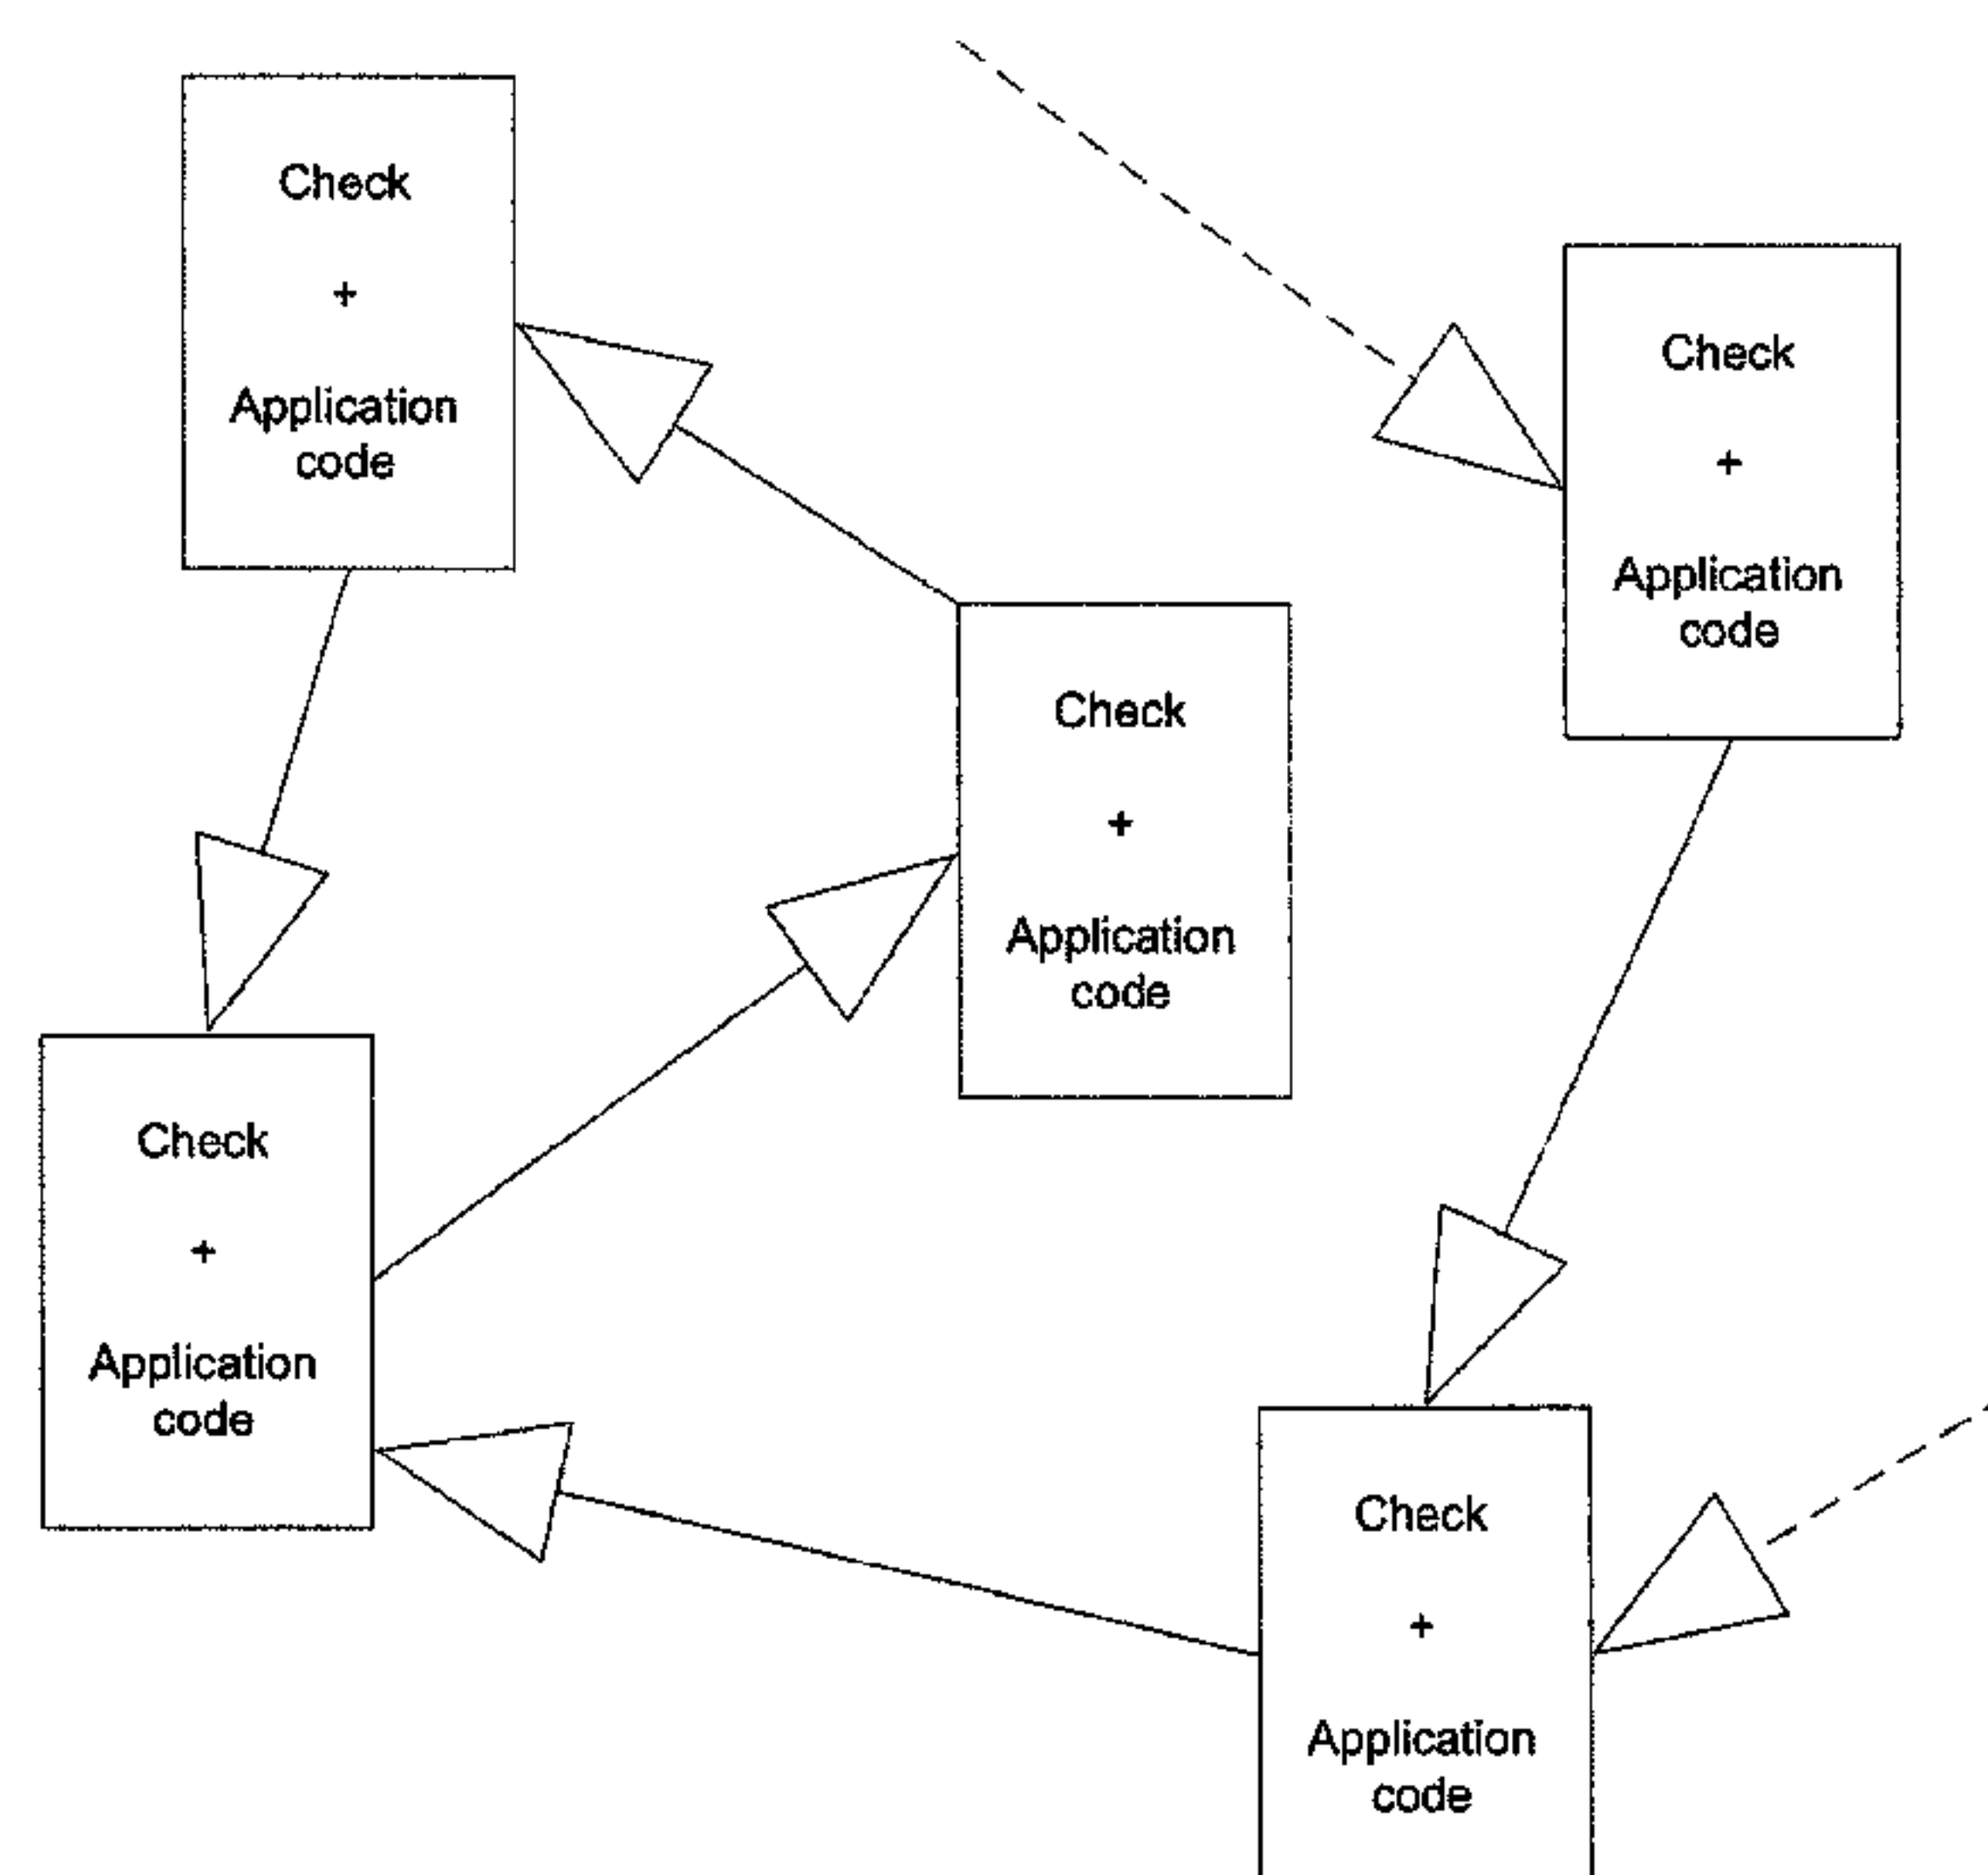 Check
+
Application
code
Check
+
Application
code
Check
+
Application
code
Check
+
Application
code
Check
+
Application
code